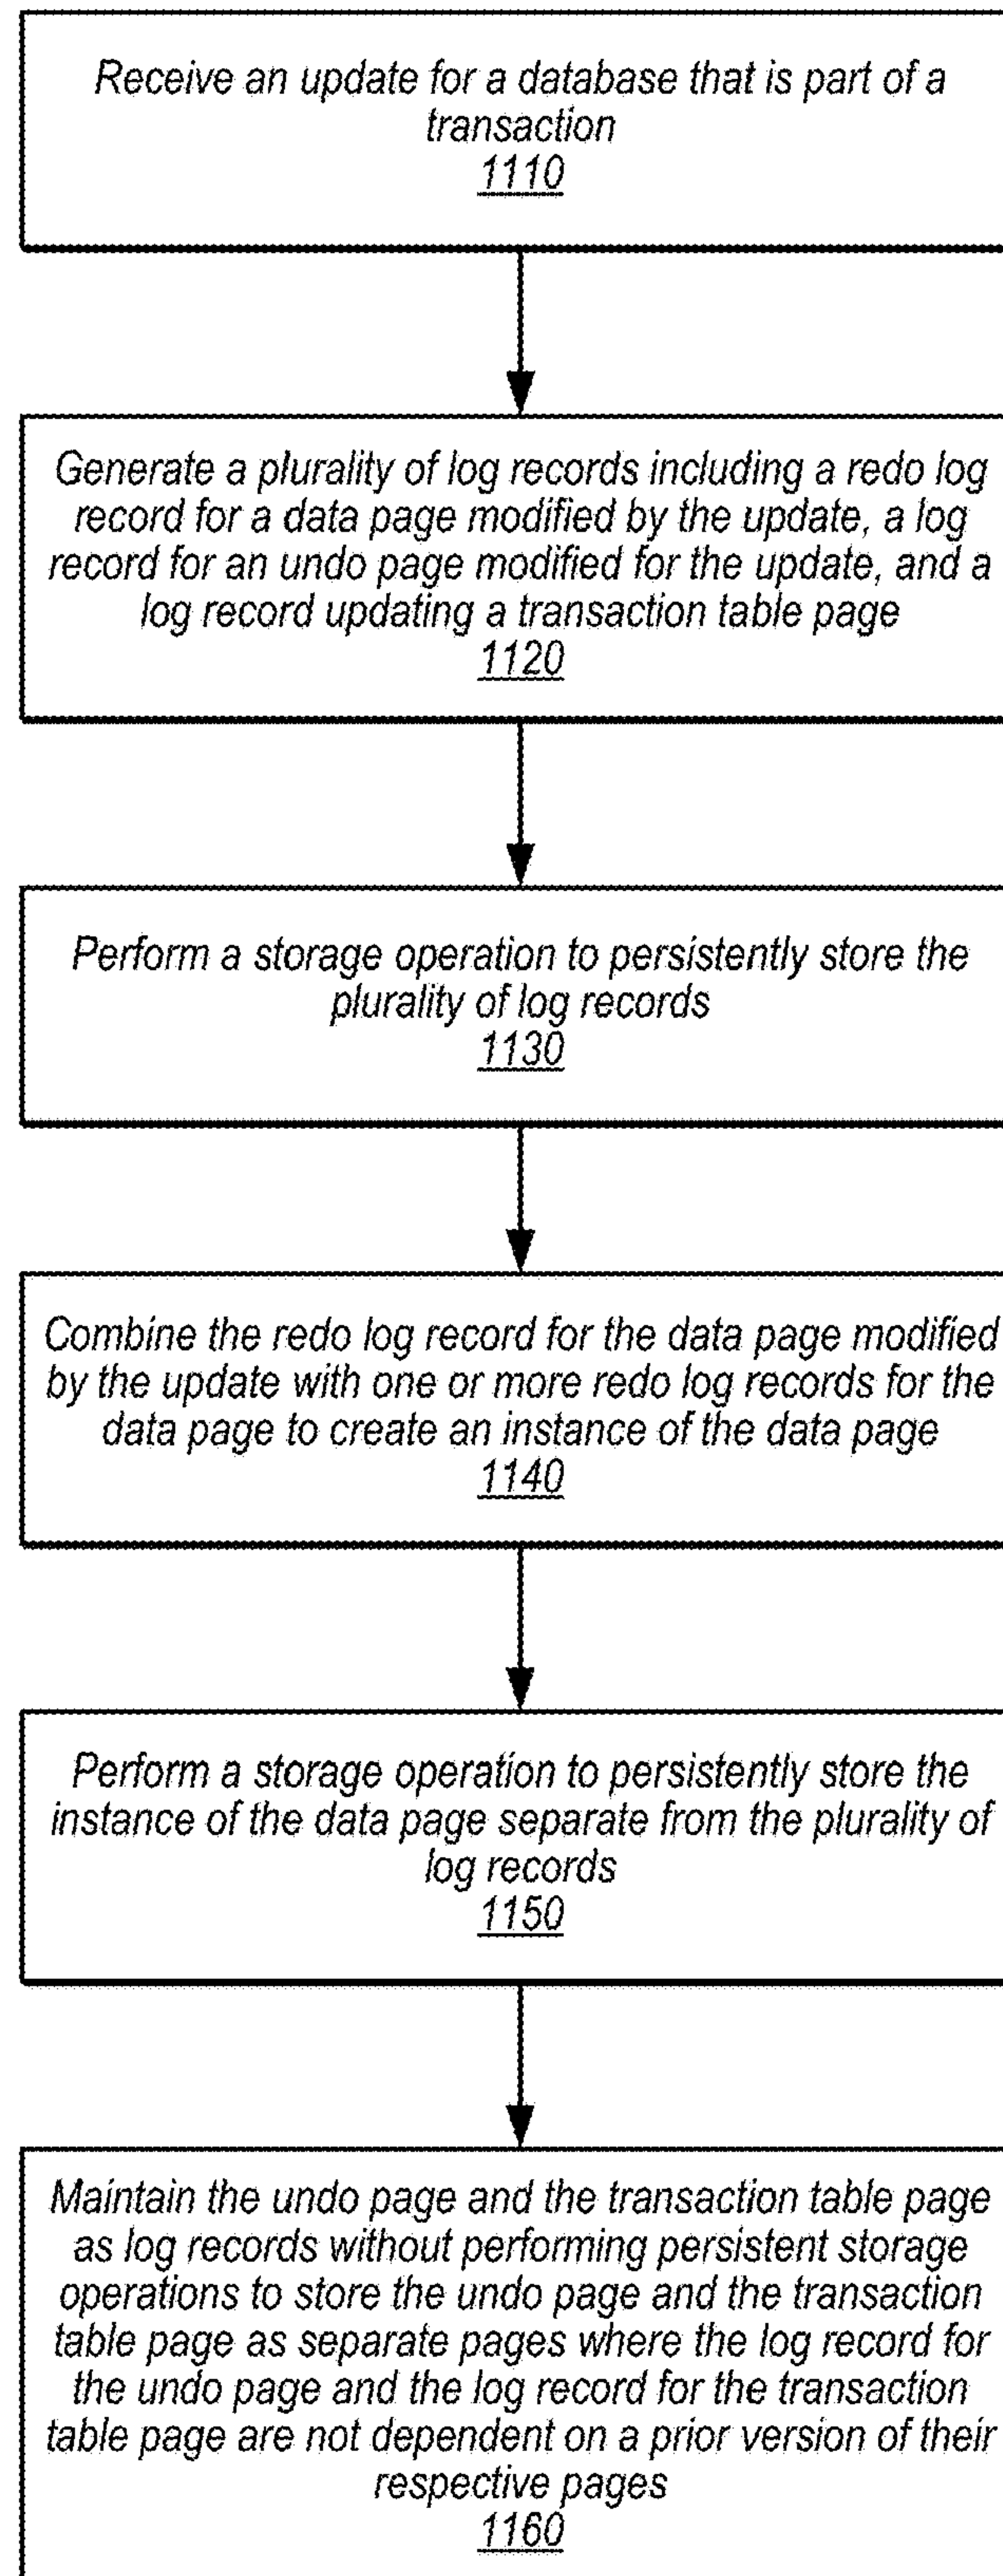 Receive an update for a database that is part of a
transaction
1110
Generate a plurality of log records including a redo log
record for a data page modified by the update, a log
record for an undo page modified for the update, and a
log record updating a transaction table page
1120
Perform a storage operation to persistently store the
plurality of log records
1130
Combine the redo log record for the data page modified
by the update with one or more redo log records for the
data page to create an instance of the data page
1140
Perform a storage operation to persistently store the
instance of the data page separate from the plurality of
log records
1150
Maintain the undo page and the transaction table page
as log records without performing persistent storage
operations to store the undo page and the transaction
table page as separate pages where the log record for
the undo page and the log record for the transaction
table page are not dependent on a prior version of their
respective pages
1160